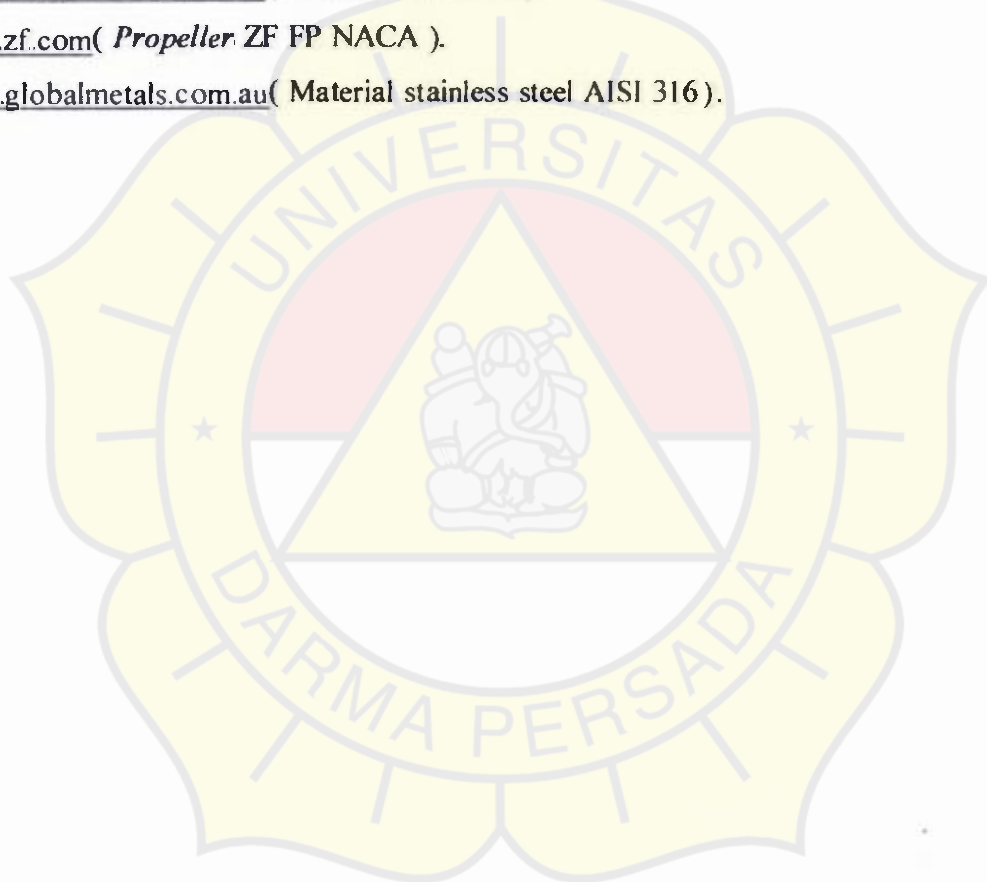 .zf.com( Propeller ZF FP NACA ).
.globalmetals.com.au( Material stainless steel AISI 316).
UNIVERSITAS
DARMA PERSADA